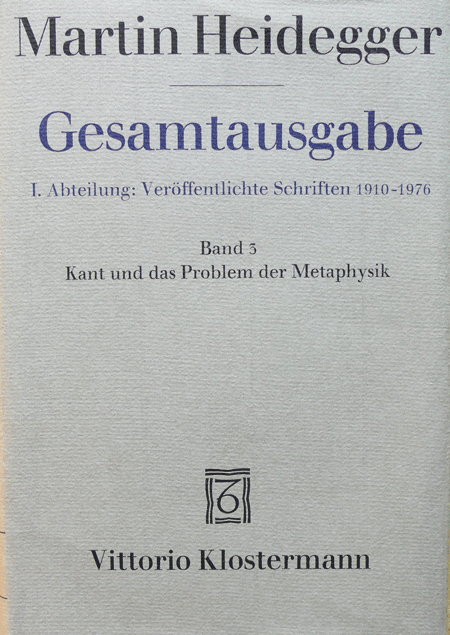 Martin Heidegger
Gesamtausgabe
I. Abteilung: Veröffentlichte Schriften 1910-1976
Band 3
Kant und das Problem der Metaphysik
Vittorio Klostermann